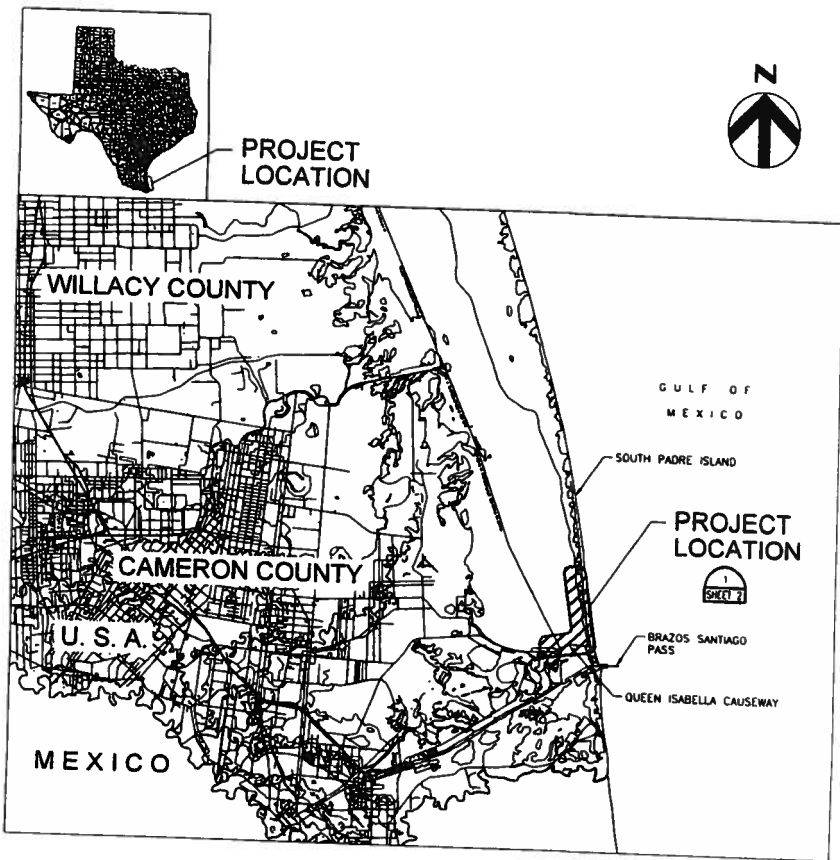 N
PROJECT
LOCATION
WILLACY COUNTY
GULF OF
MEXICO
SOUTH PADRE ISLAND
PROJECT
LOCATION
1
SHEET 2
CAMERON COUNTY
U. S. A.
BRAZOS SANTIAGO
PASS
QUEEN ISABELLA CAUSEWAY
MEXICO